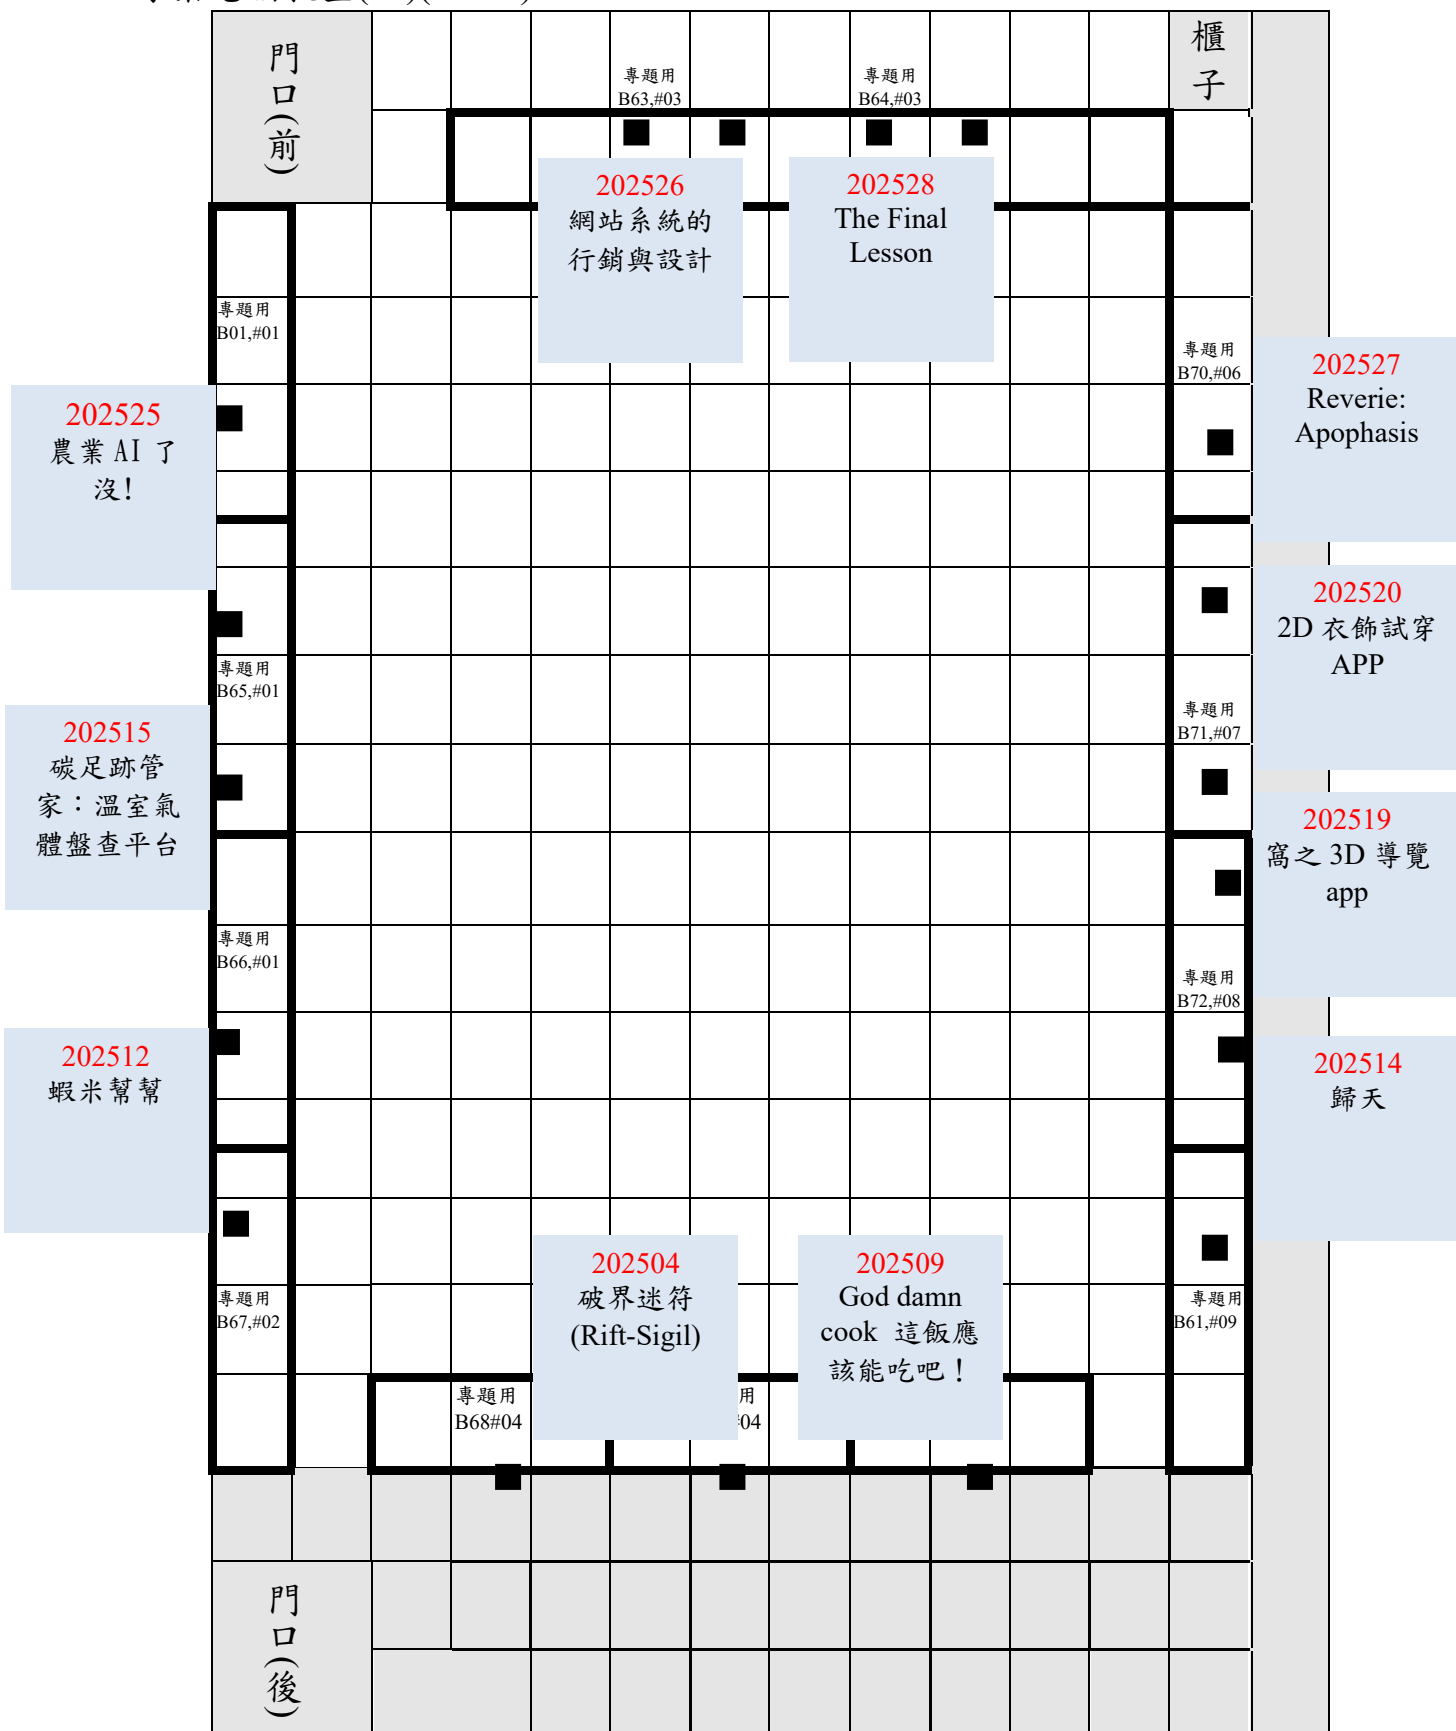 門口(前)
櫃子
專題用
B63,#03
專題用
B64,#03
202526
網站系統的
行銷與設計
202528
The Final
Lesson
專題用
B01,#01
專題用
B70,#06
202527
Reverie:
Apophasis
202525
農業 AI 了
沒!
202520
2D 衣飾試穿
APP
專題用
B65,#01
專題用
B71,#07
202515
碳足跡管
家：溫室氣
體盤查平台
202519
窩之 3D 導覽
app
專題用
B66,#01
專題用
B72,#08
202512
蝦米幫幫
202514
歸天
202504
破界迷符
(Rift-Sigil)
202509
God damn
cook 這飯應
該能吃吧！
專題用
B67,#02
專題用
B61,#09
專題用
B68#04
用
04
門口(後)